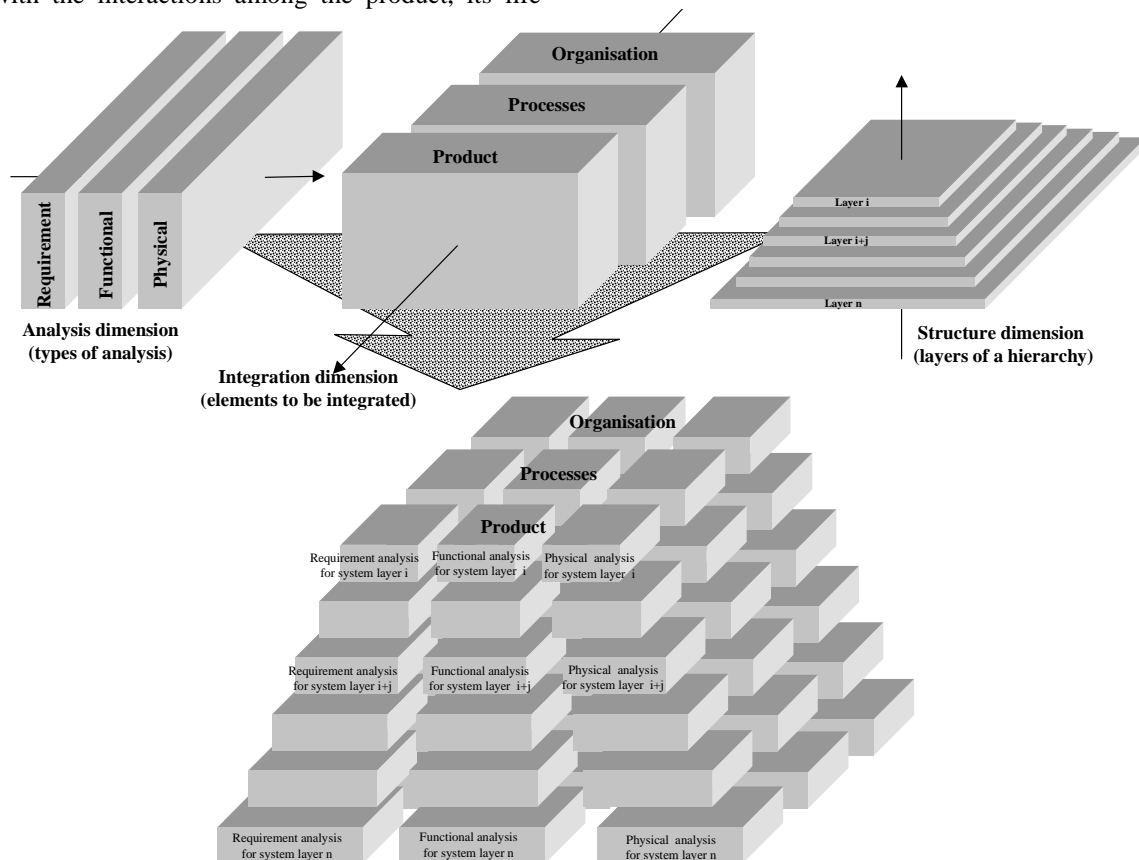 with the interactions among the product, its life
Organisation
Processes
Product
Requirement
Functional
Physical
Layer i
Layer i+j
Layer n
Analysis dimension
(types of analysis)
Structure dimension
(layers of a hierarchy)
Integration dimension
(elements to be integrated)
Organisation
Processes
Product
Requirement analysis
for system layer i
Functional analysis
for system layer i
Physical analysis
for system layer i
Requirement analysis
for system layer i+j
Functional analysis
for system layer i+j
Physical analysis
for system layer i+j
Requirement analysis
for system layer n
Functional analysis
for system layer n
Physical analysis
for system layer n